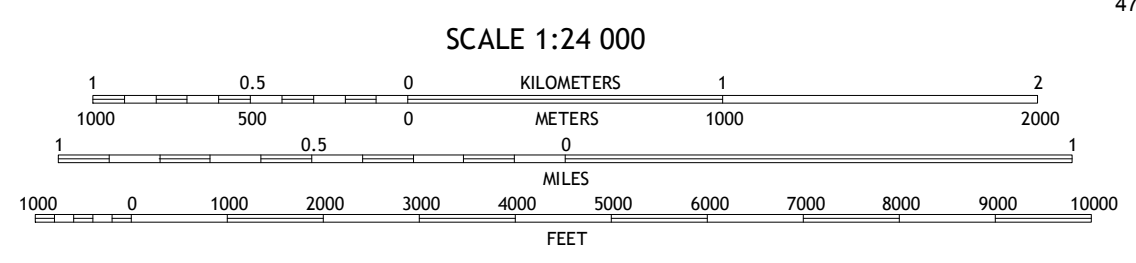 47
SCALE 1:24 000
1 0.5 0 KILOMETERS 1 2
1000 500 0 METERS 1000 2000
1 0.5 0 1
MILES
1000 0 1000 2000 3000 4000 5000 6000 7000 8000 9000 10000
FEET